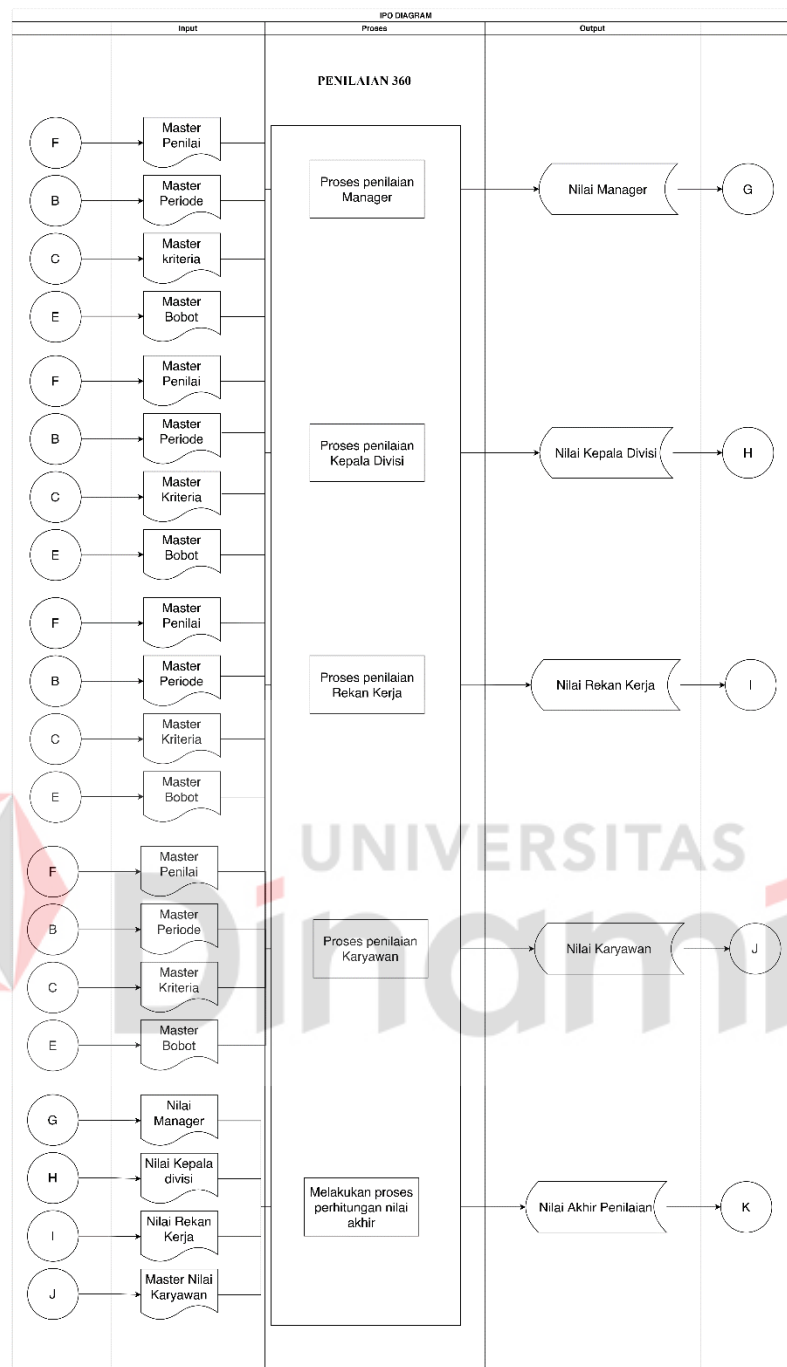 IPO DIAGRAM
Input
Proses
Output
PENILAIAN 360
F
Master
Penilai
B
Master
Periode
C
Master
kriteria
E
Master
Bobot
Proses penilaian
Manager
Nilai Manager
G
F
Master
Penilai
B
Master
Periode
C
Master
Kriteria
E
Master
Bobot
Proses penilaian
Kepala Divisi
Nilai Kepala Divisi
H
F
Master
Penilai
B
Master
Periode
C
Master
Kriteria
E
Master
Bobot
Proses penilaian
Rekan Kerja
Nilai Rekan Kerja
I
UNIVERSITAS
Dinami
F
Master
Penilai
B
Master
Periode
C
Master
Kriteria
E
Master
Bobot
Proses penilaian
Karyawan
Nilai Karyawan
J
G
Nilai
Manager
H
Nilai Kepala
divisi
I
Nilai Rekan
Kerja
J
Master Nilai
Karyawan
Melakukan proses
perhitungan nilai
akhir
Nilai Akhir Penilaian
K